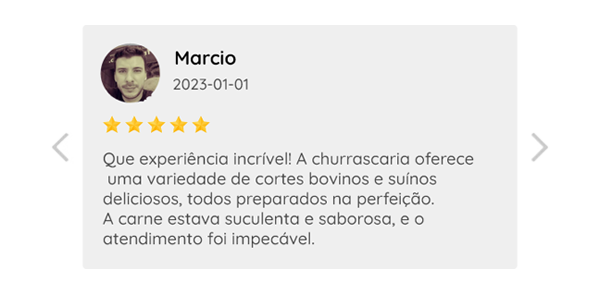 Marcio
2023-01-01
Que experiência incrível! A churrascaria oferece
uma variedade de cortes bovinos e suínos
deliciosos, todos preparados na perfeição.
A carne estava suculenta e saborosa, e o
atendimento foi impecável.